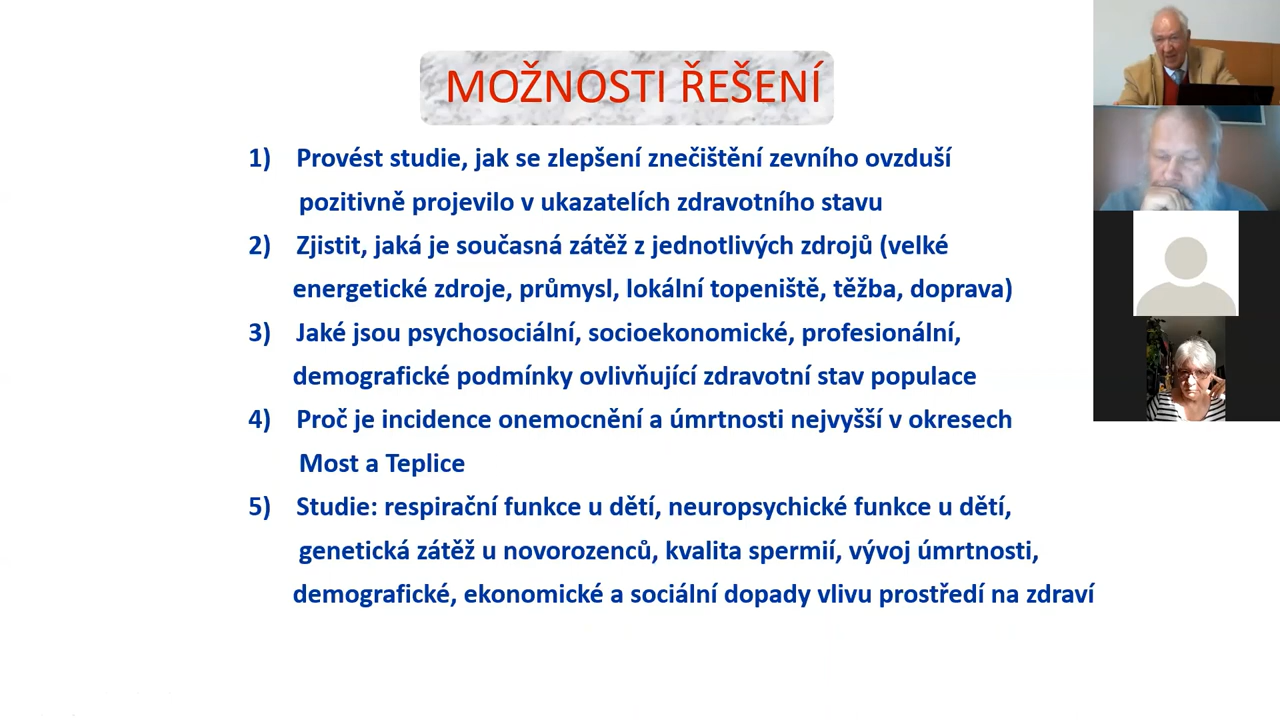 MOŽNOSTI ŘEŠENÍ
1) Provést studie, jak se zlepšení znečištění zevního ovzduší
pozitivně projevilo v ukazatelích zdravotního stavu
2) Zjistit, jaká je současná zátěž z jednotlivých zdrojů (velké
energetické zdroje, průmysl, lokální topeniště, těžba, doprava)
3) Jaké jsou psychosociální, socioekonomické, profesionální,
demografické podmínky ovlivňující zdravotní stav populace
4) Proč je incidence onemocnění a úmrtnosti nejvyšší v okresech
Most a Teplice
5) Studie: respirační funkce u dětí, neuropsychické funkce u dětí,
genetická zátěž u novorozenců, kvalita spermií, vývoj úmrtnosti,
demografické, ekonomické a sociální dopady vlivu prostředí na zdraví